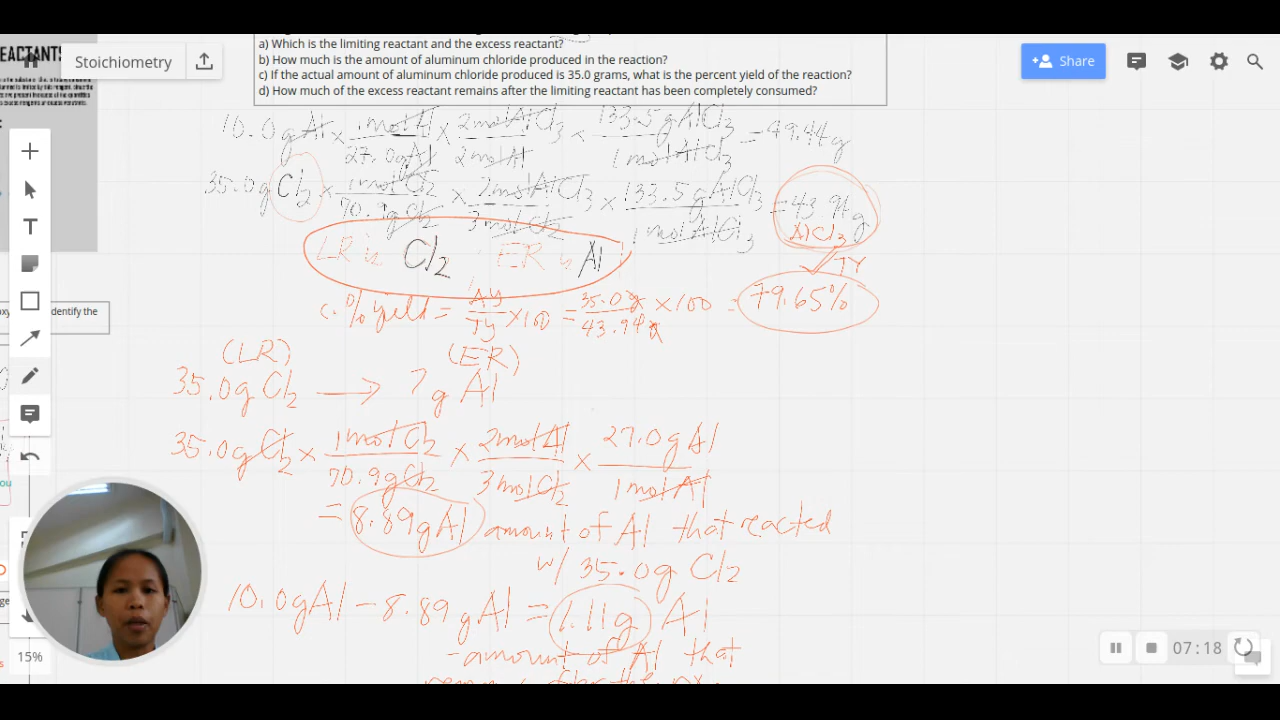 EACTANTS
Stoichiometry
Share
a) Which is the limiting reactant and the excess reactant?
b) How much is the amount of aluminum chloride produced in the reaction?
c) If the actual amount of aluminum chloride produced is 35.0 grams, what is the percent yield of the reaction?
d) How much of the excess reactant remains after the limiting reactant has been completely consumed?
10.0 g Al × 1 mol Al / 27.0 g Al × 2 mol AlCl3 / 2 mol Al × 133.5 g AlCl3 / 1 mol AlCl3 = 49.44 g
35.0 g Cl2 × 1 mol Cl2 / 70.9 g Cl2 × 2 mol AlCl3 / 3 mol Cl2 × 133.5 g AlCl3 / 1 mol AlCl3 = 43.94 g
AlCl3
LR is Cl2 ER is Al
TY
c. % yield = AY / TY × 100 = 35.0 g / 43.94 g × 100 = 79.65%
(LR) (ER)
35.0 g Cl2 → ? g Al
35.0 g Cl2 × 1 mol Cl2 / 70.9 g Cl2 × 2 mol Al / 3 mol Cl2 × 27.0 g Al / 1 mol Al
= 8.89 g Al amount of Al that reacted
w/ 35.0 g Cl2
10.0 g Al - 8.89 g Al = 1.11 g Al
- amount of Al that
oxy
identify the
ou
ge
15%
07:18